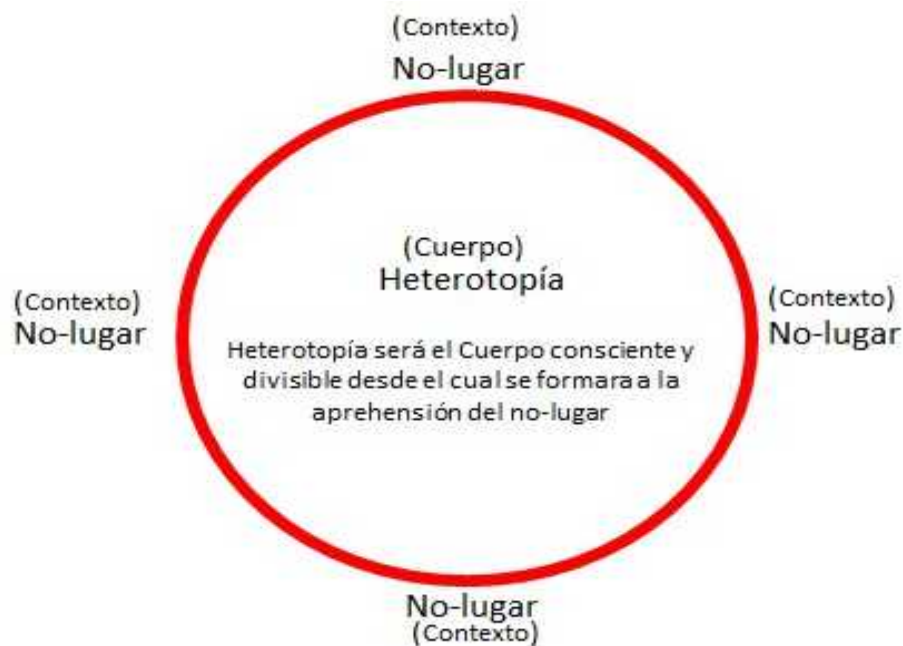 (Contexto)
No-lugar
(Cuerpo)
Heterotopía
(Contexto)
No-lugar
(Contexto)
No-lugar
Heterotopía será el Cuerpo consciente y
divisible desde el cual se formara a la
aprehensión del no-lugar
No-lugar
(Contexto)